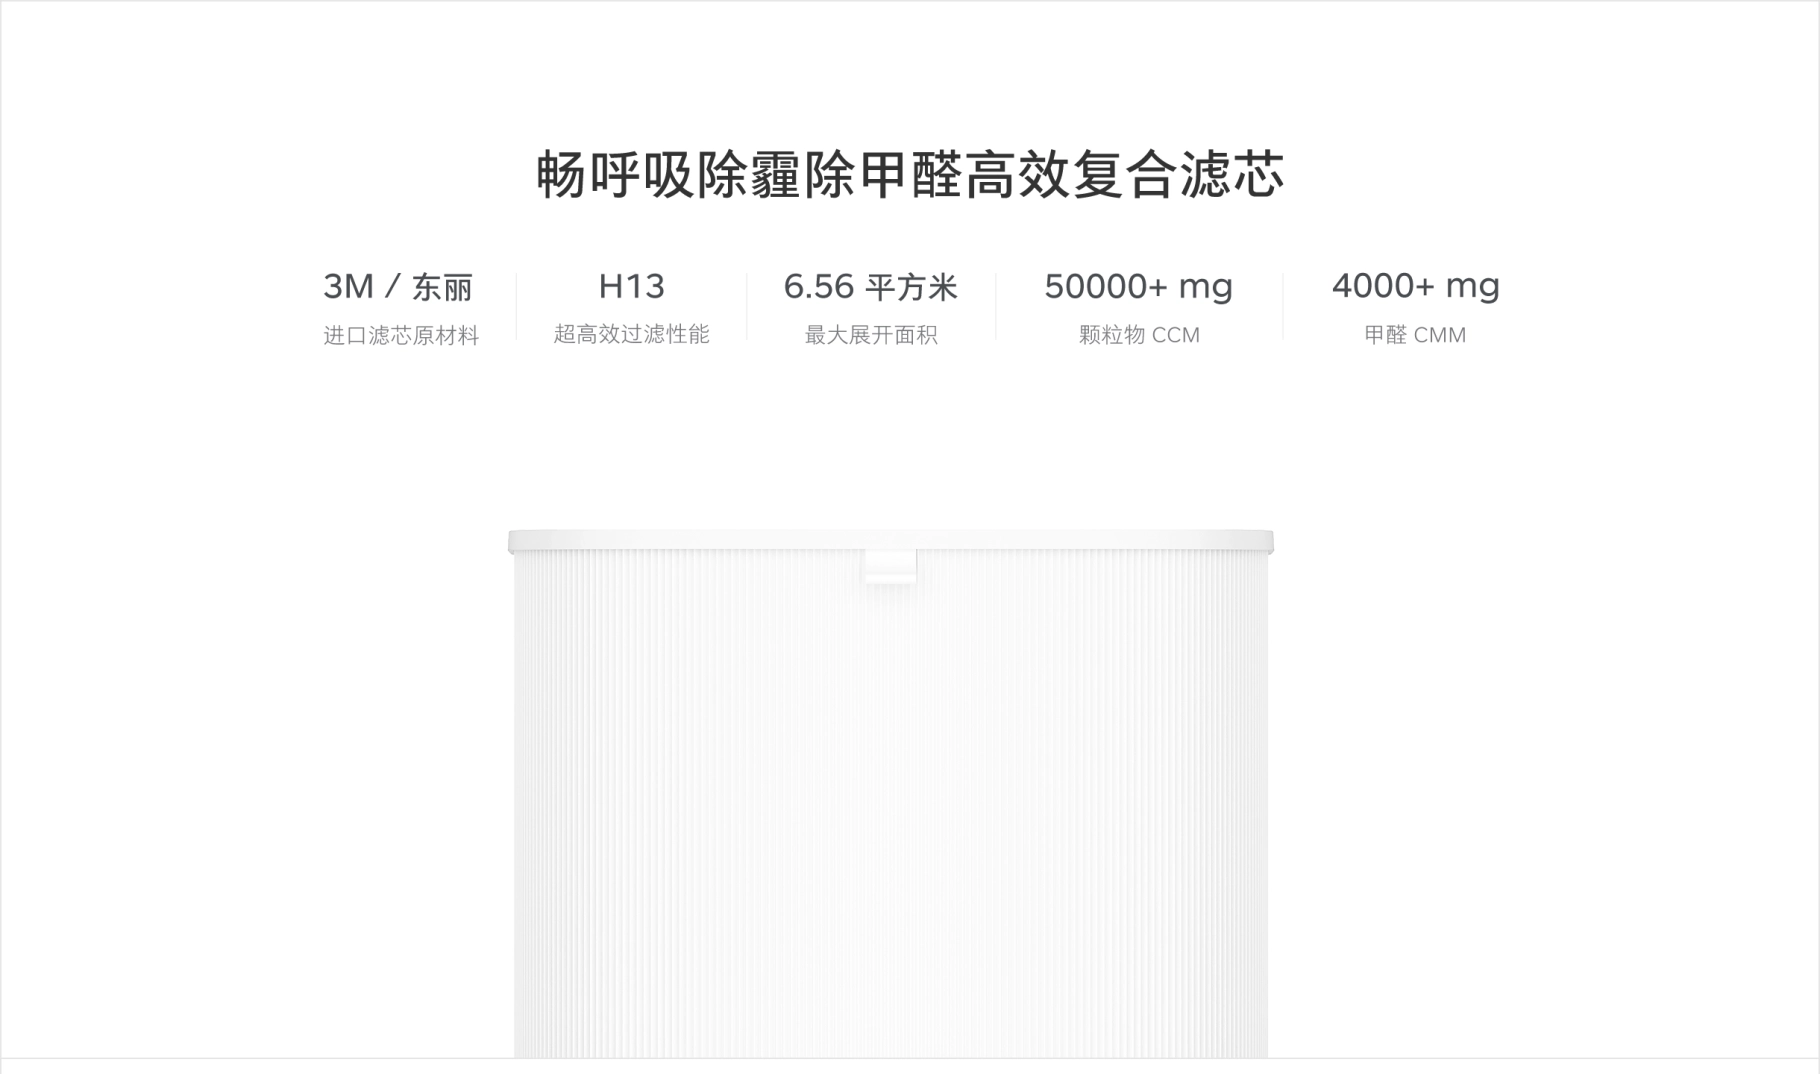 畅呼吸除霾除甲醛高效复合滤芯
3M / 东丽
进口滤芯原材料
H13
超高效过滤性能
6.56 平方米
最大展开面积
50000+ mg
颗粒物 CCM
4000+ mg
甲醛 CMM